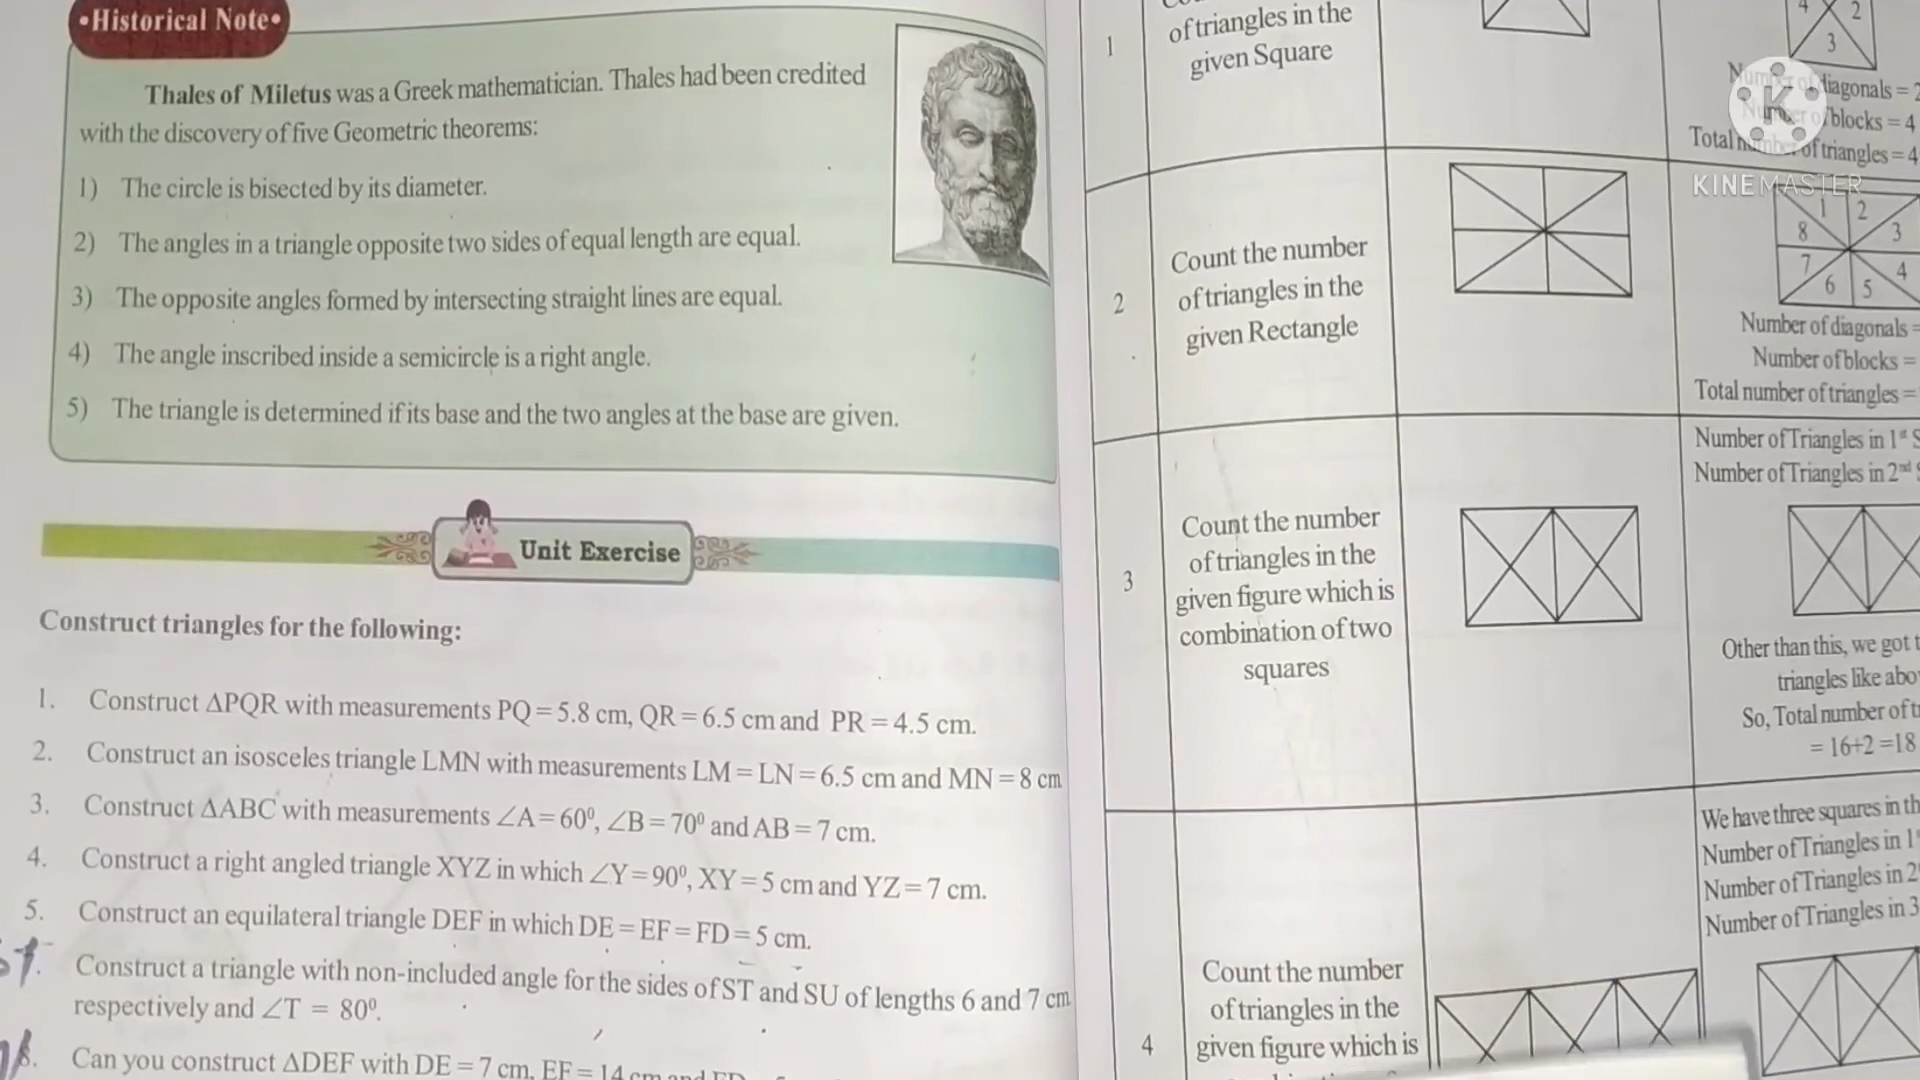 •Historical Note•
Thales of Miletus was a Greek mathematician. Thales had been credited
with the discovery of five Geometric theorems:
1) The circle is bisected by its diameter.
2) The angles in a triangle opposite two sides of equal length are equal.
3) The opposite angles formed by intersecting straight lines are equal.
4) The angle inscribed inside a semicircle is a right angle.
5) The triangle is determined if its base and the two angles at the base are given.
Unit Exercise
Construct triangles for the following:
1. Construct ΔPQR with measurements PQ = 5.8 cm, QR = 6.5 cm and PR = 4.5 cm.
2. Construct an isosceles triangle LMN with measurements LM = LN = 6.5 cm and MN = 8 cm
3. Construct ΔABC with measurements ∠A = 60⁰, ∠B = 70⁰ and AB = 7 cm.
4. Construct a right angled triangle XYZ in which ∠Y = 90⁰, XY = 5 cm and YZ = 7 cm.
5. Construct an equilateral triangle DEF in which DE = EF = FD = 5 cm.
7. Construct a triangle with non-included angle for the sides of ST and SU of lengths 6 and 7 cm
respectively and ∠T = 80⁰.
8. Can you construct ΔDEF with DE = 7 cm, EF = 14 cm and
1
of triangles in the
given Square
4 2
3
Number of diagonals = 2
Number of blocks = 4
Total number of triangles = 4
KINEMASTER
2
Count the number
of triangles in the
given Rectangle
1 2
8 3
7 4
6 5
Number of diagonals =
Number of blocks =
Total number of triangles =
3
Count the number
of triangles in the
given figure which is
combination of two
squares
Number of Triangles in 1st S
Number of Triangles in 2nd
Other than this, we got
triangles like
So, Total number of
= 16+2 =18
4
Count the number
of triangles in the
given figure which is
We have three squares in
Number of Triangles in 1
Number of Triangles in 2
Number of Triangles in 3